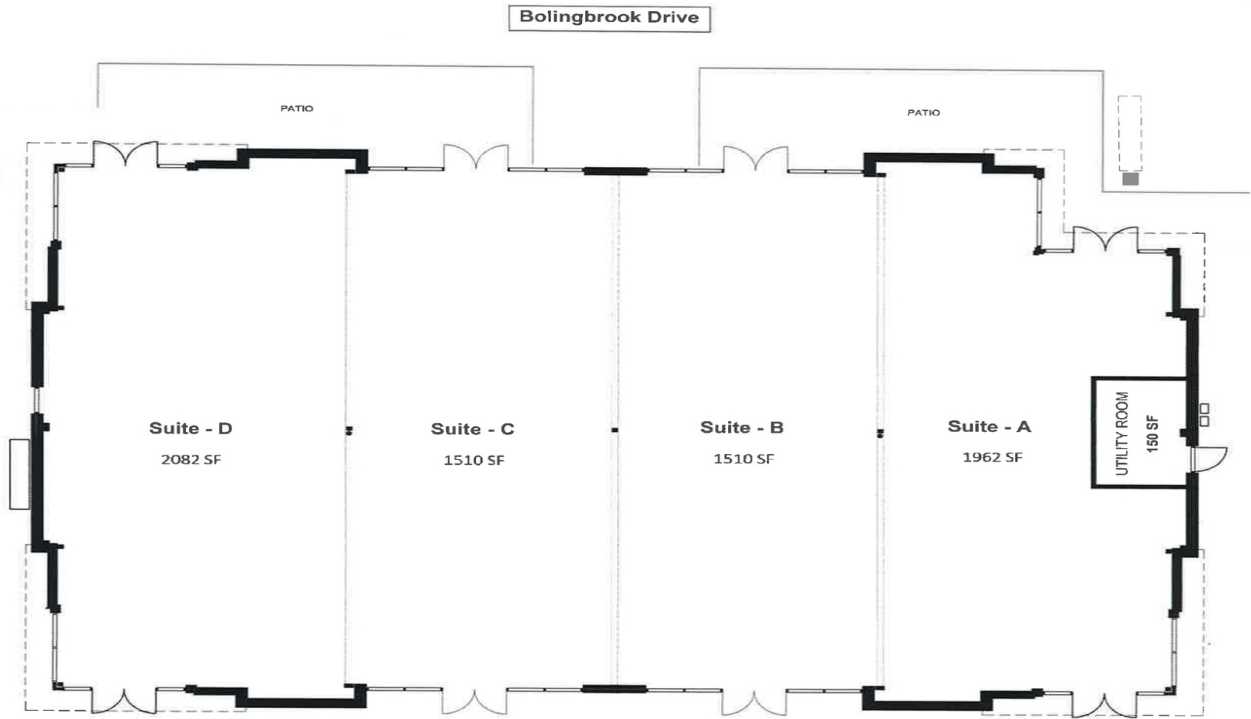 Bolingbrook Drive
PATIO
PATIO
Suite - D
2082 SF
Suite - C
1510 SF
Suite - B
1510 SF
Suite - A
1962 SF
UTILITY ROOM
150 SF